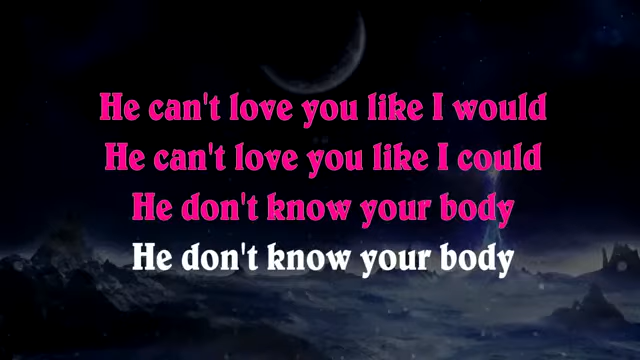 He can't love you like I would
He can't love you like I could
He don't know your body
He don't know your body